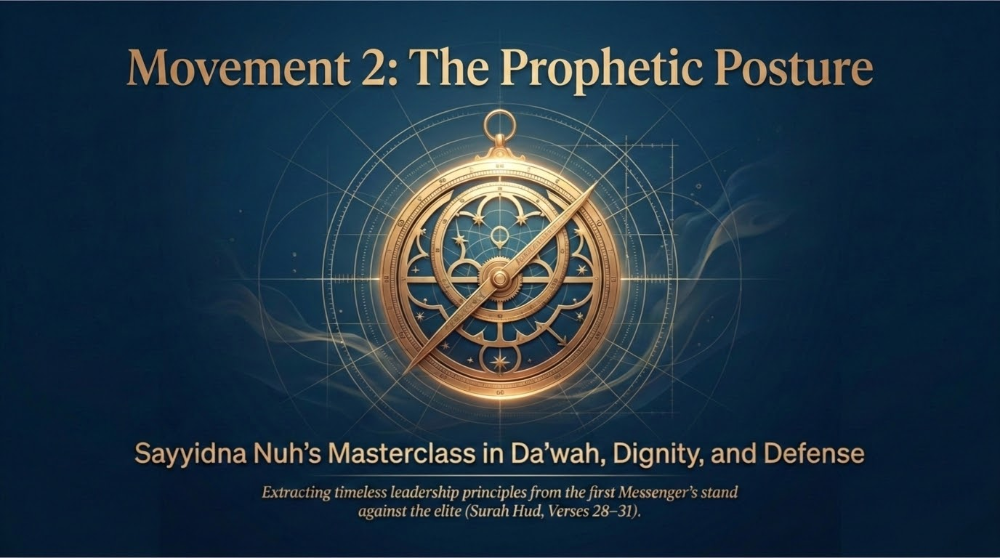 Movement 2: The Prophetic Posture
Sayyidna Nuh’s Masterclass in Da’wah, Dignity, and Defense
Extracting timeless leadership principles from the first Messenger’s stand
against the elite (Surah Hud, Verses 28–31).